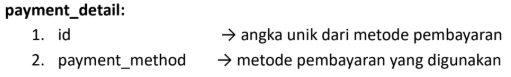 payment_detail:
1. id → angka unik dari metode pembayaran
2. payment_method → metode pembayaran yang digunakan